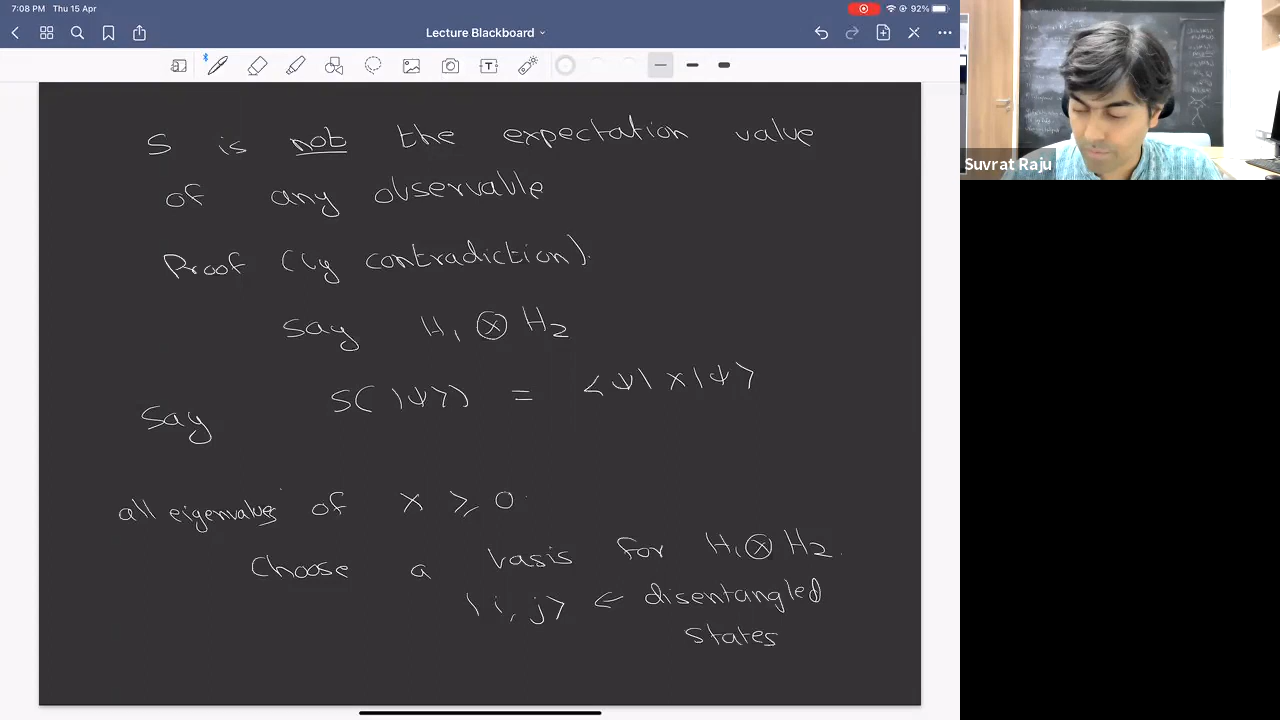 7:08 PM Thu 15 Apr
92%
Lecture Blackboard
S is not the expectation value
of any observable
Proof (by contradiction).
say H₁ ⊗ H₂
say S(|ψ>) = <ψ| X |ψ>
all eigenvalues of X ≥ 0.
Choose a basis for H₁ ⊗ H₂.
|i, j> ← disentangled
states
Suvrat Raju